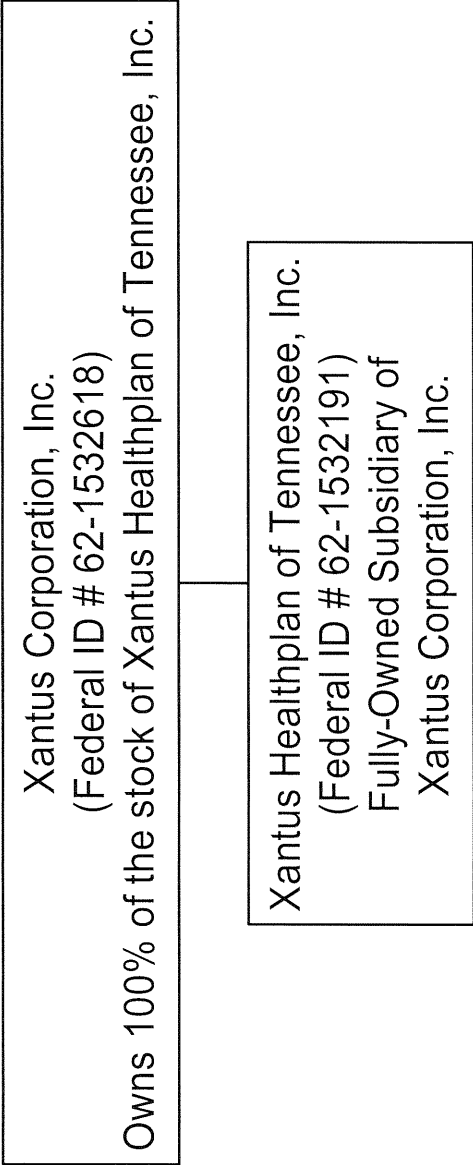 Xantus Corporation, Inc.
(Federal ID # 62-1532618)
Owns 100% of the stock of Xantus Healthplan of Tennessee, Inc.
Xantus Healthplan of Tennessee, Inc.
(Federal ID # 62-1532191)
Fully-Owned Subsidiary of
Xantus Corporation, Inc.